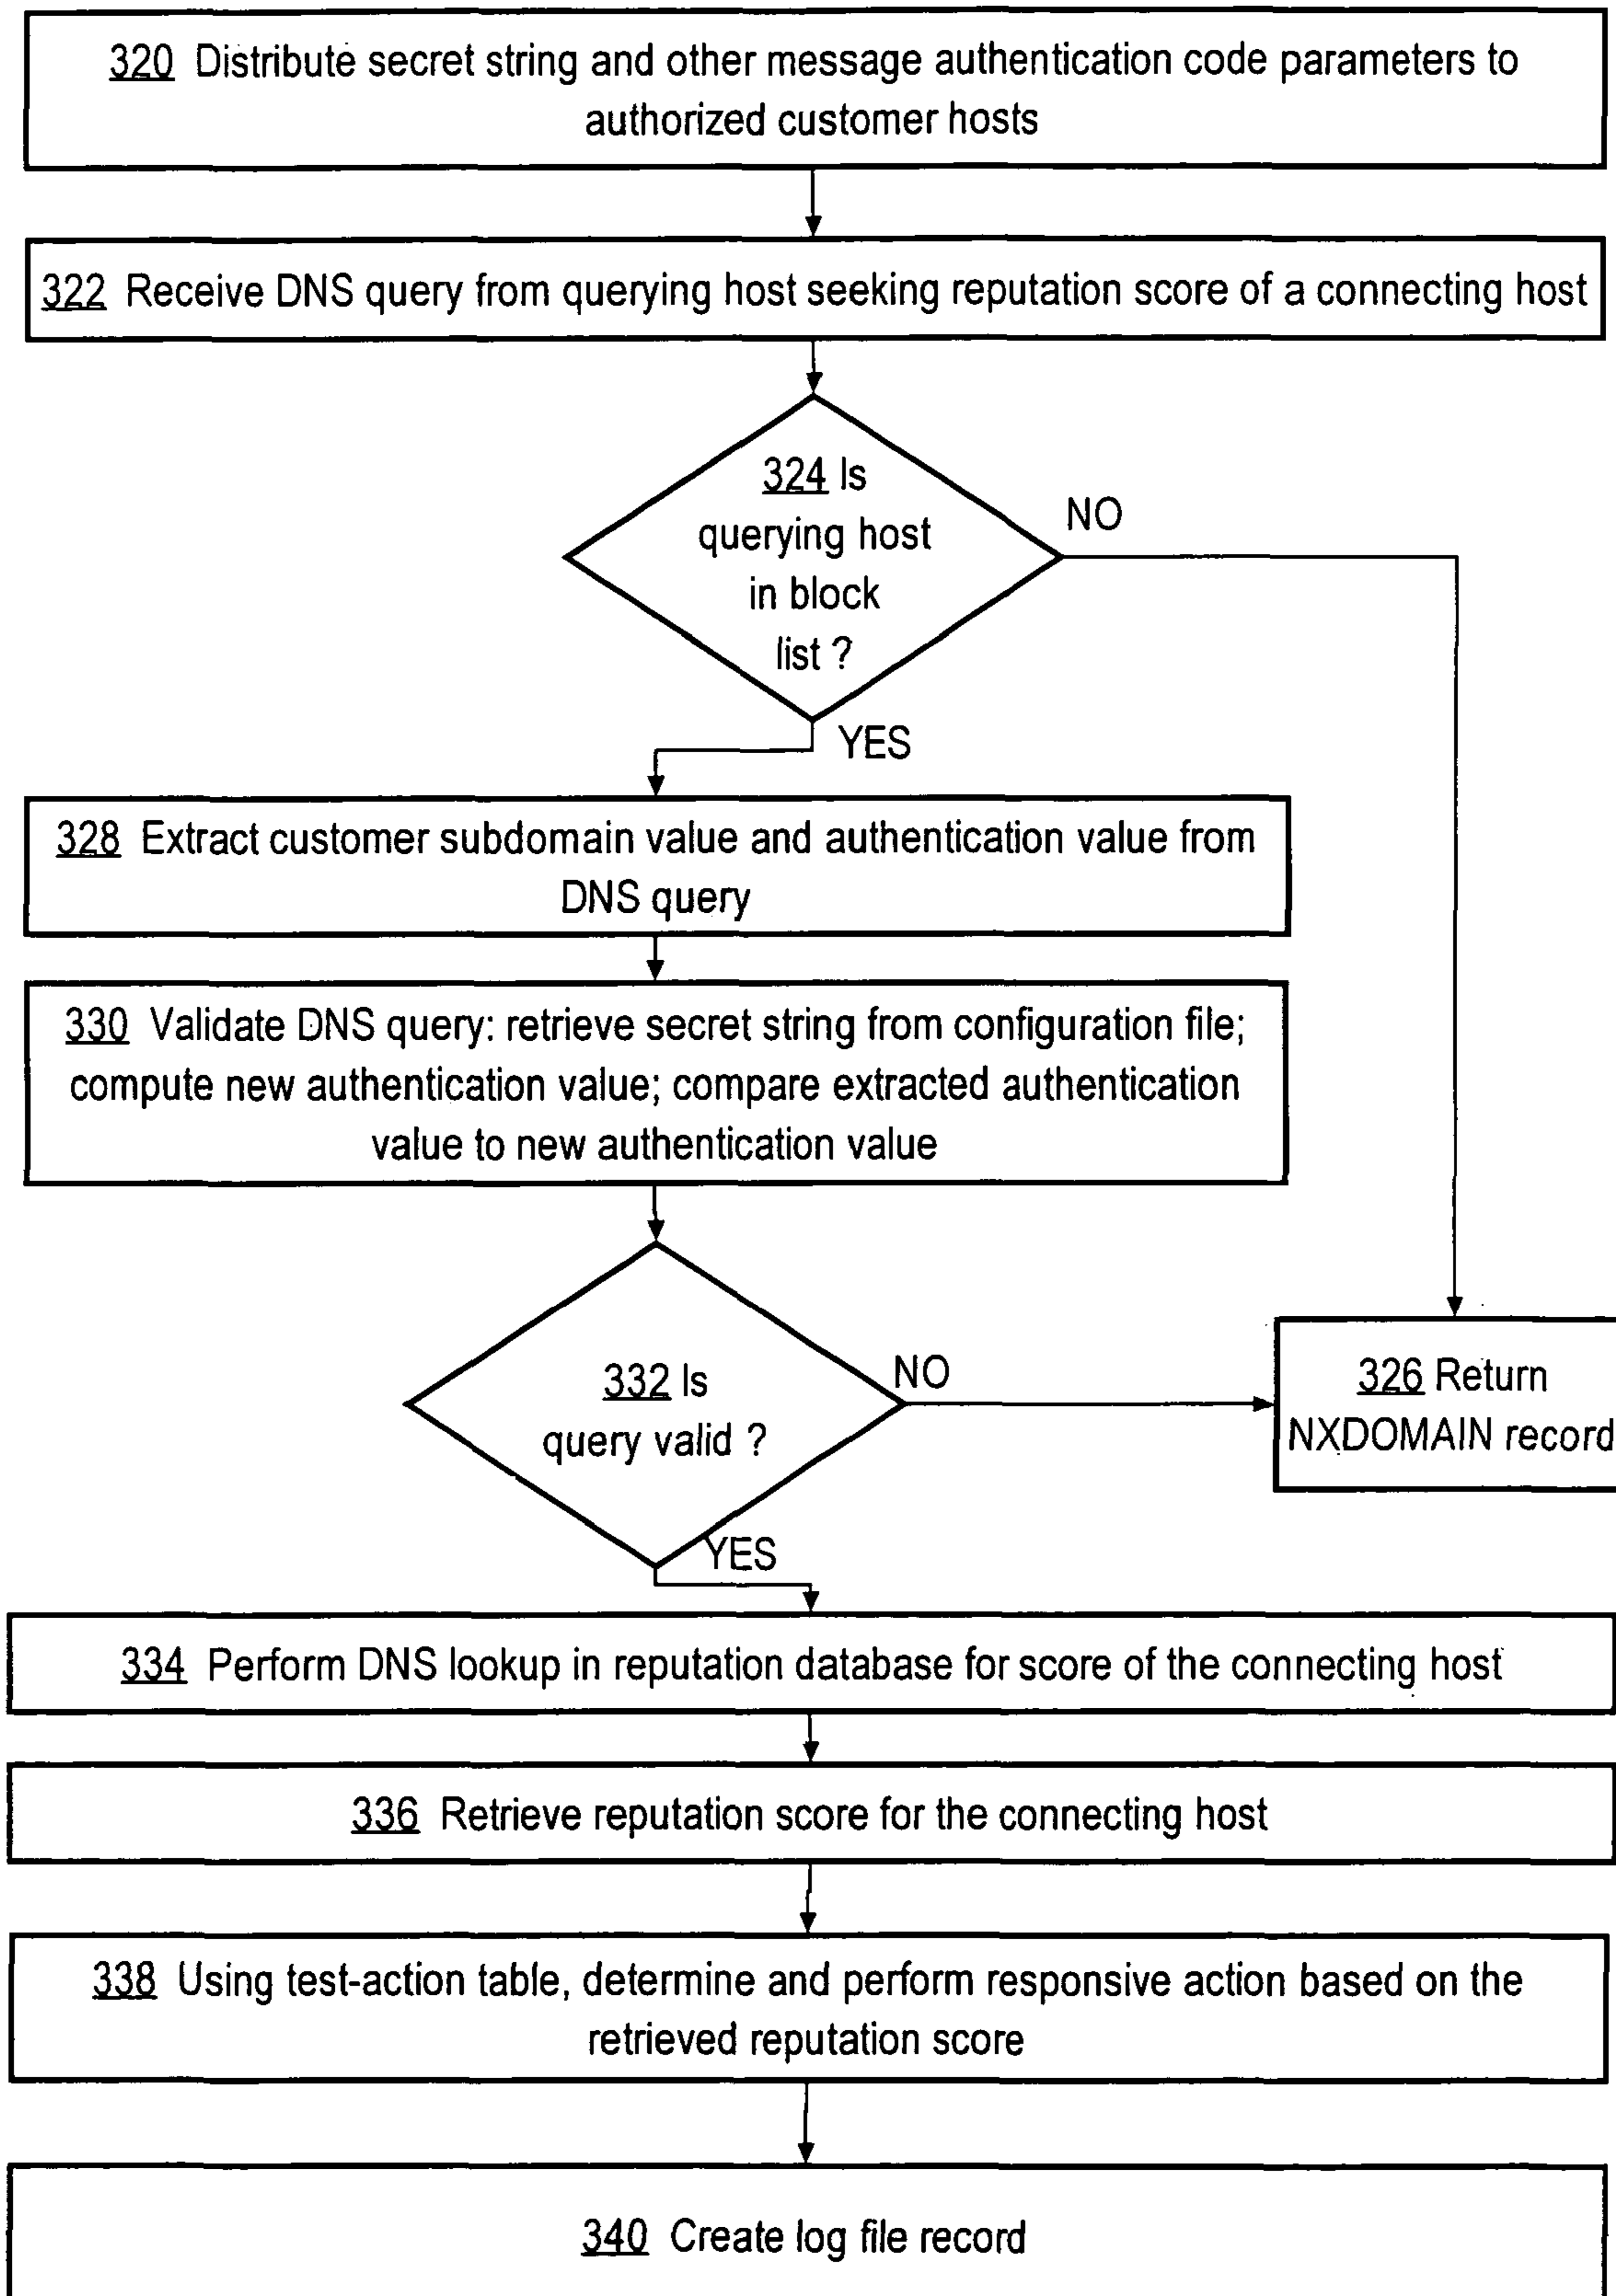 320 Distribute secret string and other message authentication code parameters to
authorized customer hosts
322 Receive DNS query from querying host seeking reputation score of a connecting host
324 Is
querying host
in block
list ?
NO
YES
328 Extract customer subdomain value and authentication value from
DNS query
330 Validate DNS query: retrieve secret string from configuration file;
compute new authentication value; compare extracted authentication
value to new authentication value
332 Is
query valid ?
NO
326 Return
NXDOMAIN record
YES
334 Perform DNS lookup in reputation database for score of the connecting host
336 Retrieve reputation score for the connecting host
338 Using test-action table, determine and perform responsive action based on the
retrieved reputation score
340 Create log file record